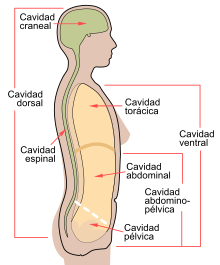 Cavidad
craneal
Cavidad
dorsal
Cavidad
torácica
Cavidad
ventral
Cavidad
espinal
Cavidad
abdominal
Cavidad
abdomino-
pélvica
Cavidad
pélvica